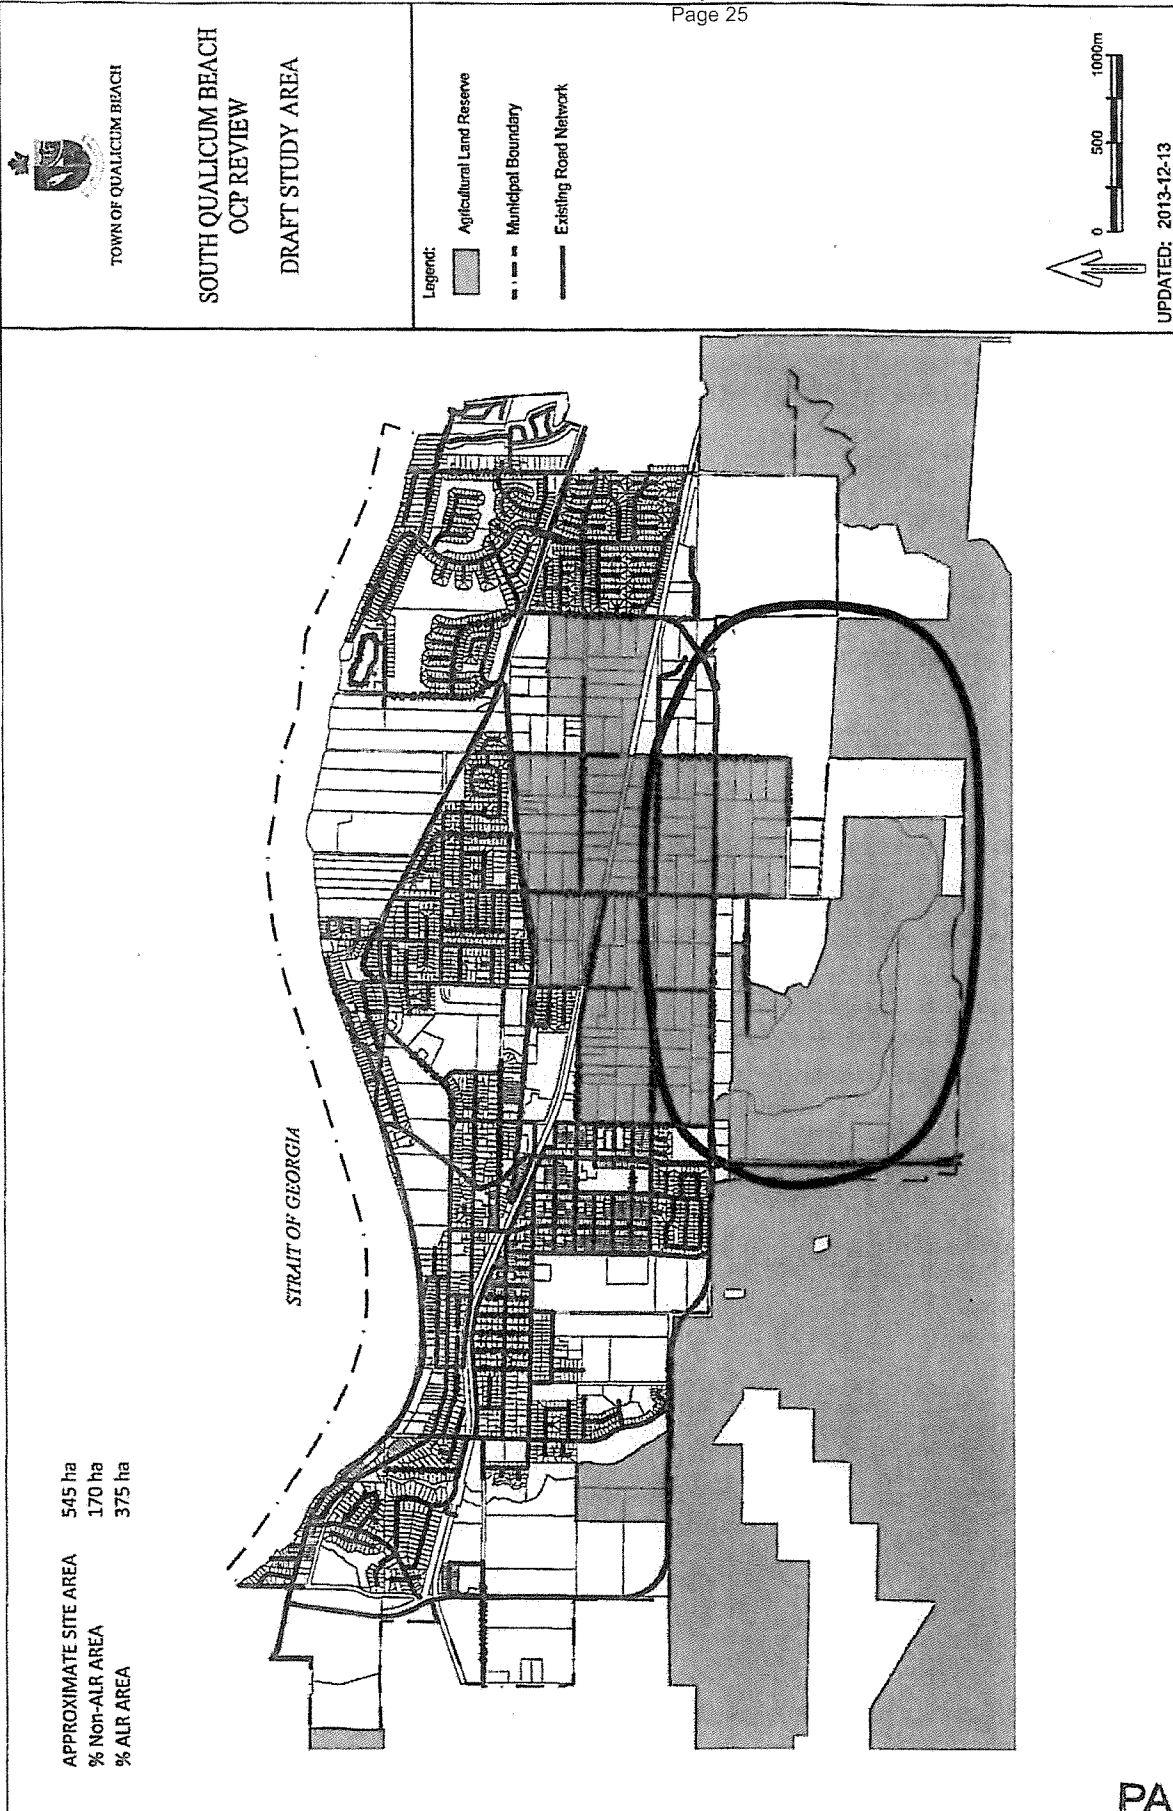 Page 25
TOWN OF QUALICUM BEACH
SOUTH QUALICUM BEACH
OCP REVIEW
DRAFT STUDY AREA
Legend:
Agricultural Land Reserve
Municipal Boundary
Existing Road Network
0 500 1000m
UPDATED: 2013-12-13
APPROXIMATE SITE AREA 545 ha
% Non-ALR AREA 170 ha
% ALR AREA 375 ha
STRAIT OF GEORGIA
PA